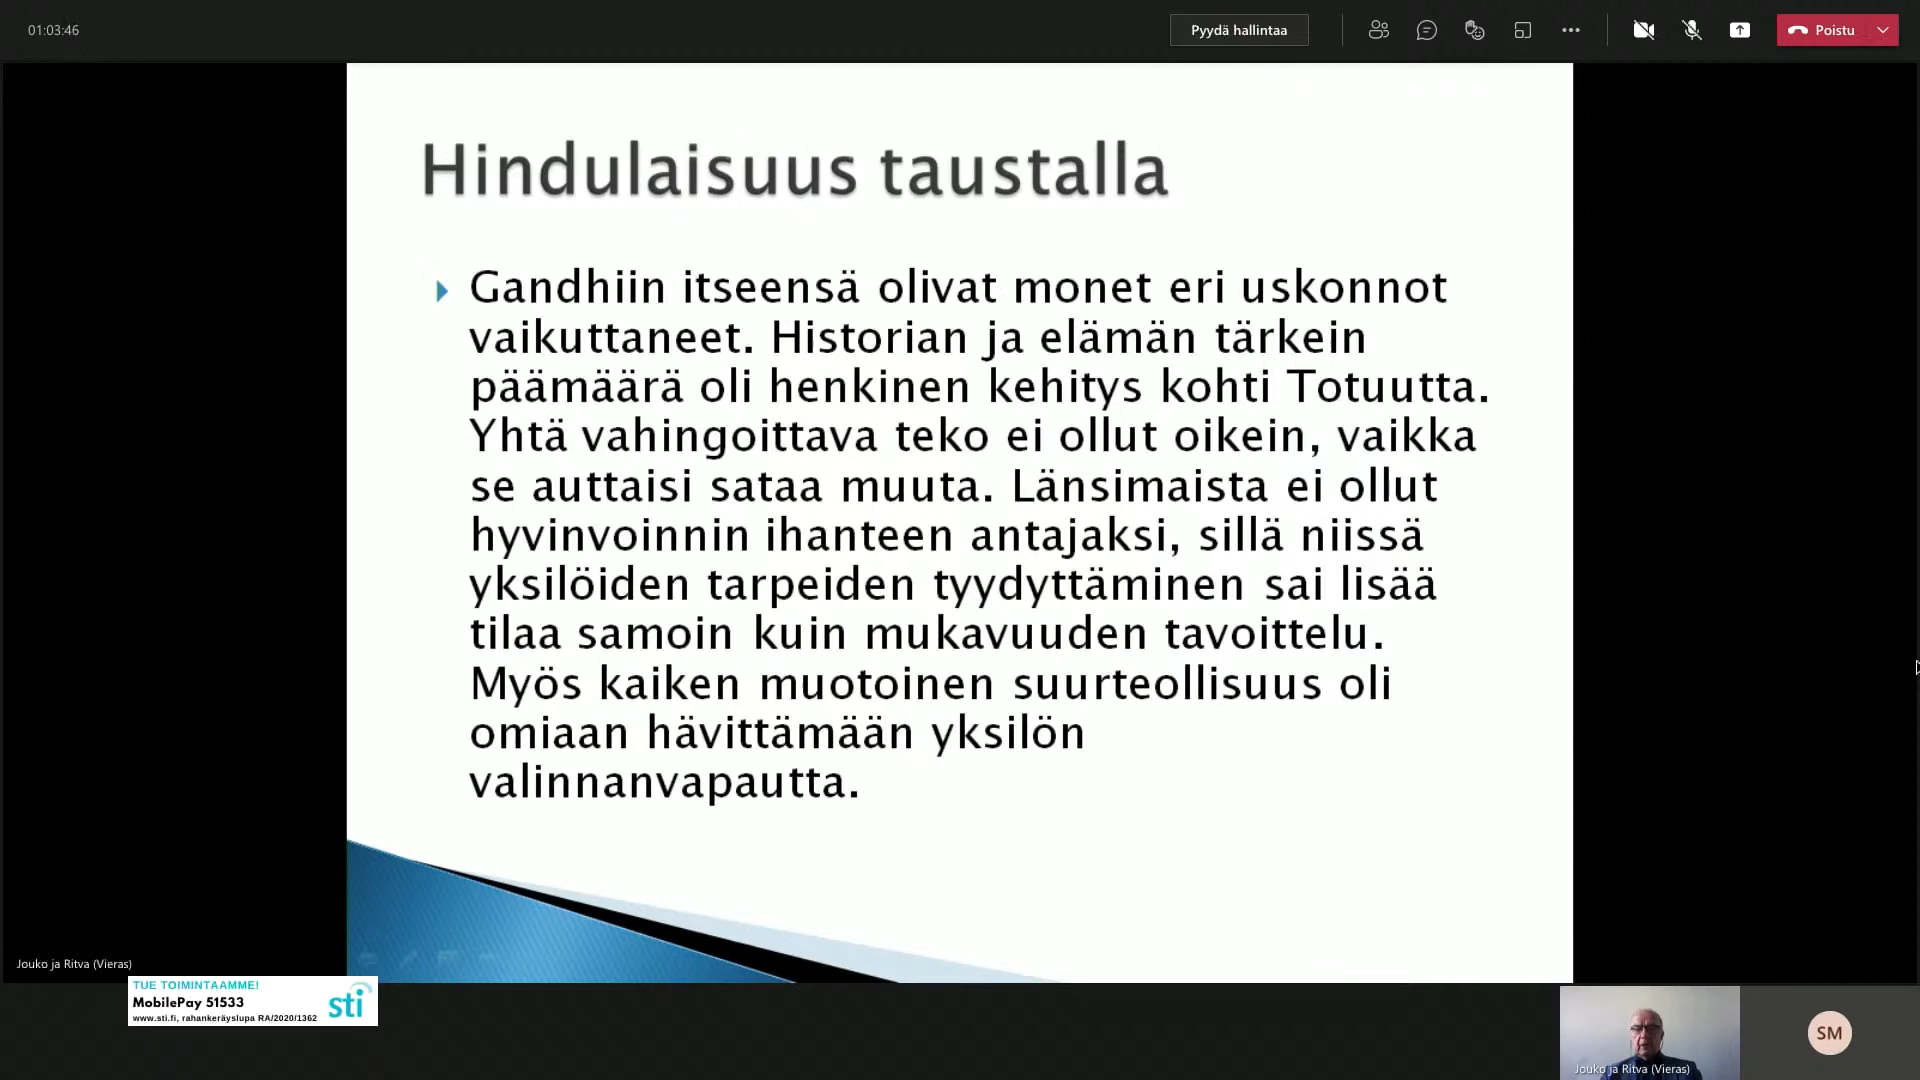 01:03:46
Pyydä hallintaa
Poistu
Hindulaisuus taustalla
Gandhiin itseensä olivat monet eri uskonnot
vaikuttaneet. Historian ja elämän tärkein
päämäärä oli henkinen kehitys kohti Totuutta.
Yhtä vahingoittava teko ei ollut oikein, vaikka
se auttaisi sataa muuta. Länsimaista ei ollut
hyvinvoinnin ihanteen antajaksi, sillä niissä
yksilöiden tarpeiden tyydyttäminen sai lisää
tilaa samoin kuin mukavuuden tavoittelu.
Myös kaiken muotoinen suurteollisuus oli
omiaan hävittämään yksilön
valinnanvapautta.
Jouko ja Ritva (Vieras)
TUE TOIMINTAAMME!
MobilePay 51533
www.sti.fi, rahankeräyslupa RA/2020/1362
sti
Jouko ja Ritva (Vieras)
SM